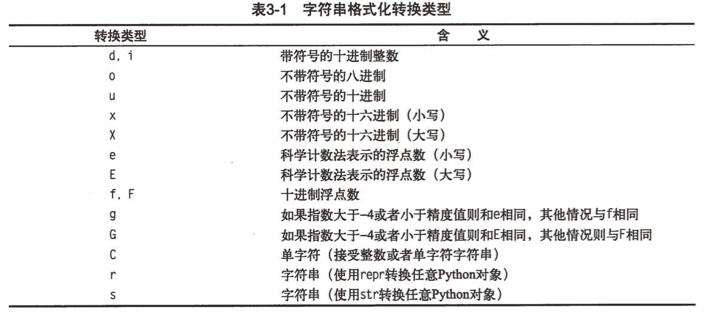 表3-1 字符串格式化转换类型
转换类型 含 义
d, i 带符号的十进制整数
o 不带符号的八进制
u 不带符号的十进制
x 不带符号的十六进制（小写）
X 不带符号的十六进制（大写）
e 科学计数法表示的浮点数（小写）
E 科学计数法表示的浮点数（大写）
f, F 十进制浮点数
g 如果指数大于-4或者小于精度值则和e相同，其他情况与f相同
G 如果指数大于-4或者小于精度值则和E相同，其他情况则与F相同
C 单字符（接受整数或者单字符字符串）
r 字符串（使用repr转换任意Python对象）
s 字符串（使用str转换任意Python对象）